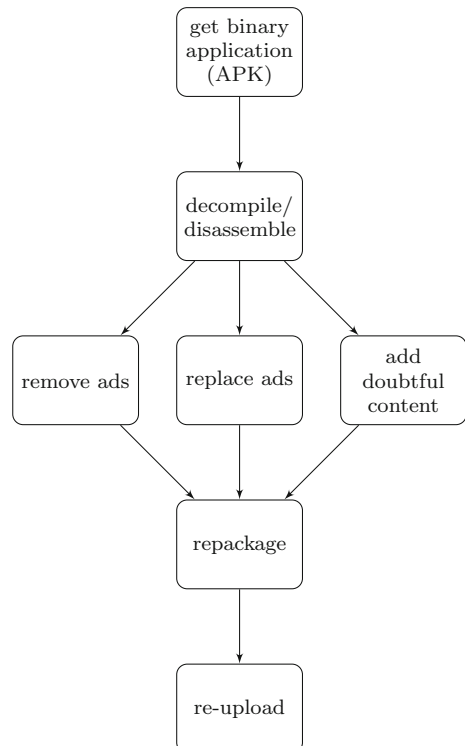 get binary
application
(APK)
decompile/
disassemble
remove ads
replace ads
add
doubtful
content
repackage
re-upload